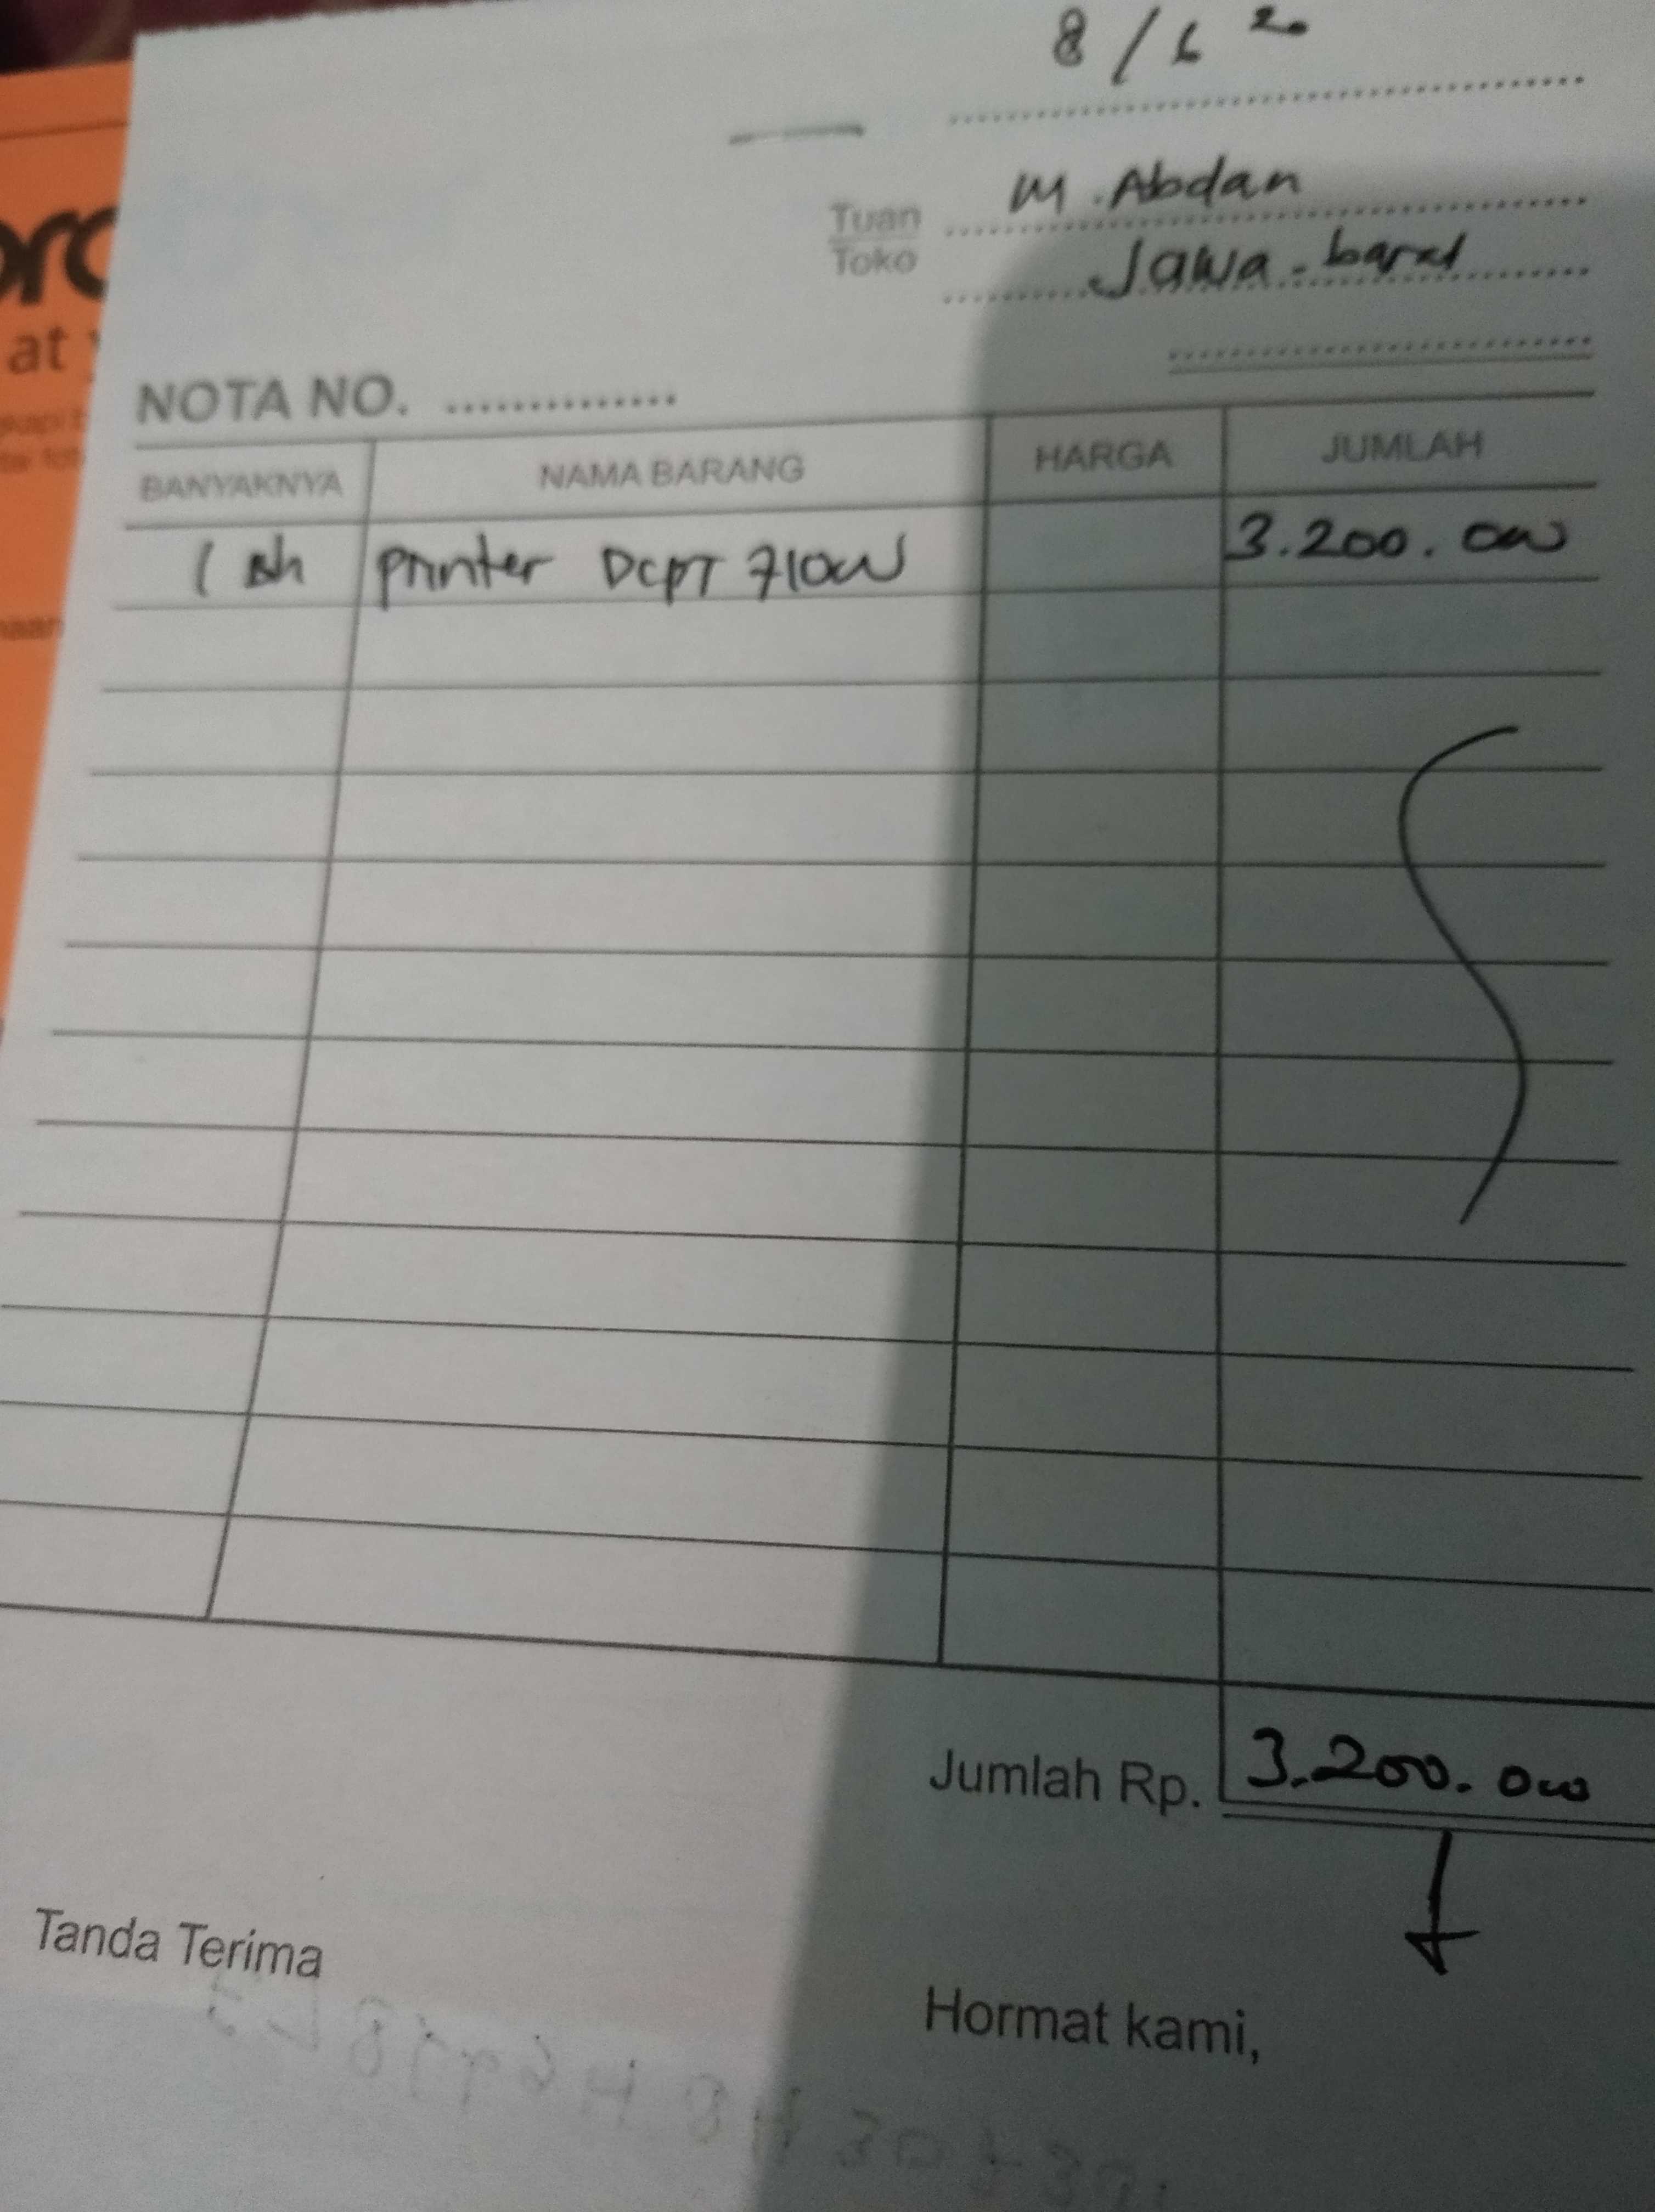 8/6 20
M. Abdan
Tuan
Toko
Jawa-barat
at
NOTA NO. ..............
BANYAKNYA NAMA BARANG HARGA JUMLAH
1 Bh Printer DCPT 710W 3.200.000
Jumlah Rp. 3.200.000
Tanda Terima
Hormat kami,